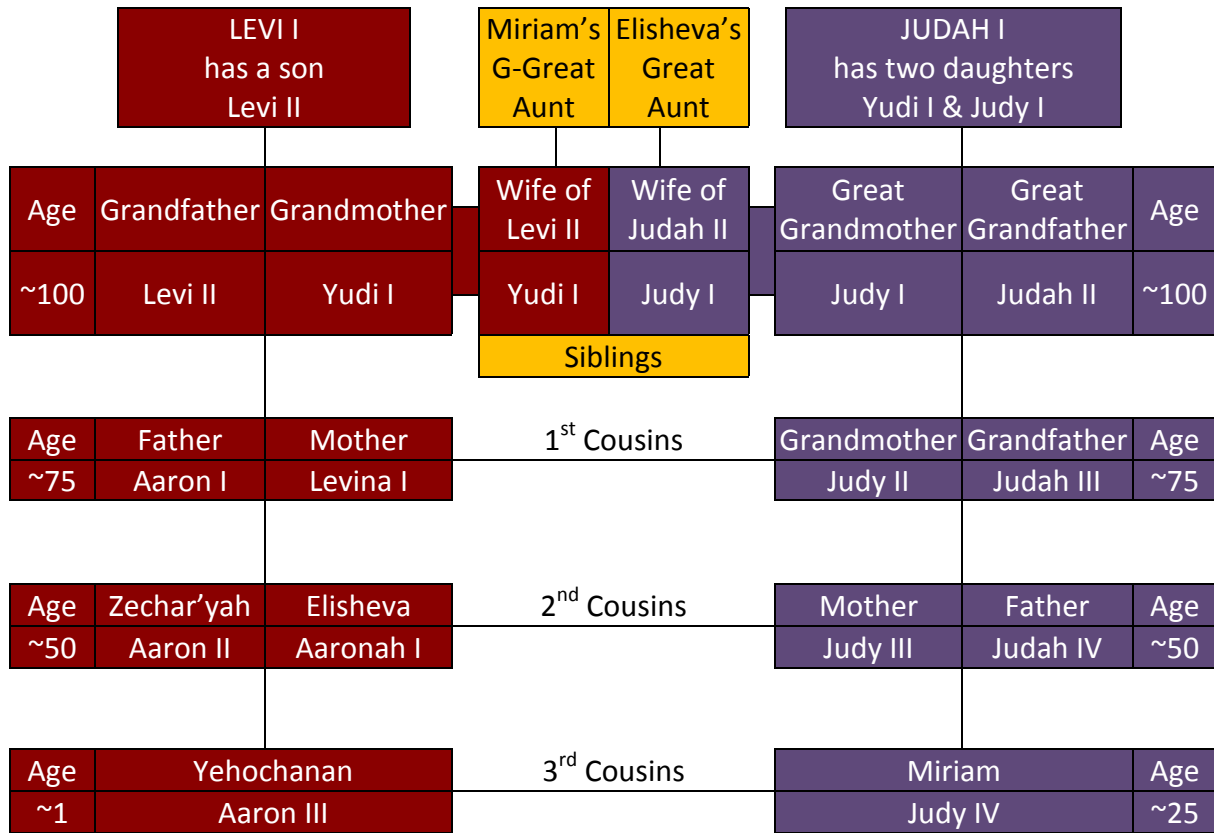 LEVI I
has a son
Levi II
Miriam’s
G-Great
Aunt
Elisheva’s
Great
Aunt
JUDAH I
has two daughters
Yudi I & Judy I
Age
Grandfather
Grandmother
Wife of
Levi II
Wife of
Judah II
Great
Grandmother
Great
Grandfather
Age
~100
Levi II
Yudi I
Yudi I
Judy I
Judy I
Judah II
~100
Siblings
Age
Father
Mother
1st Cousins
Grandmother
Grandfather
Age
~75
Aaron I
Levina I
Judy II
Judah III
~75
Age
Zechar’yah
Elisheva
2nd Cousins
Mother
Father
Age
~50
Aaron II
Aaronah I
Judy III
Judah IV
~50
Age
Yehochanan
3rd Cousins
Miriam
Age
~1
Aaron III
Judy IV
~25